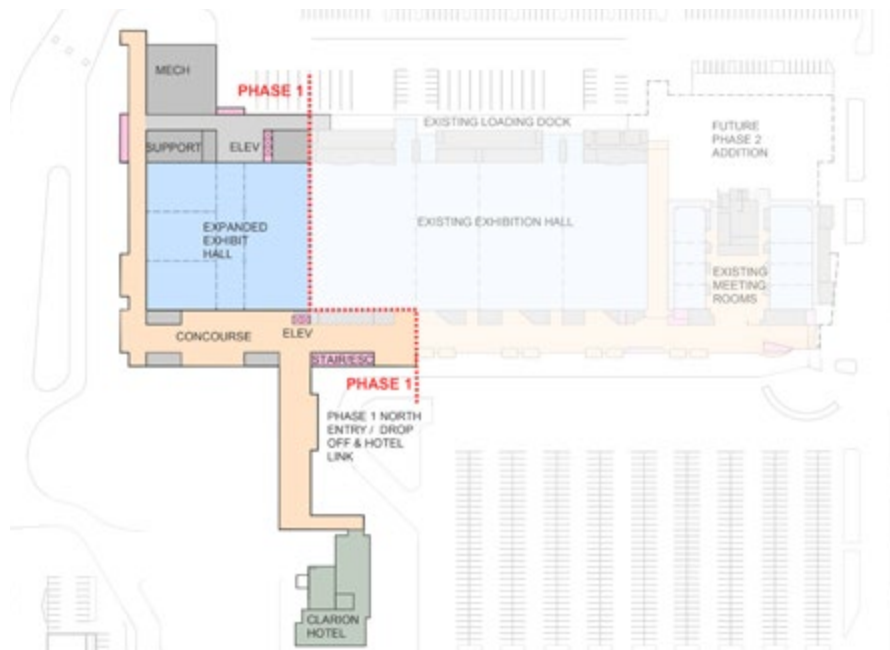 MECH
PHASE 1
EXISTING LOADING DOCK
FUTURE
PHASE 2
ADDITION
SUPPORT
ELEV
EXPANDED
EXHIBIT
HALL
EXISTING EXHIBITION HALL
EXISTING
MEETING
ROOMS
CONCOURSE
ELEV
STAIR/ESC
PHASE 1
PHASE 1 NORTH
ENTRY / DROP
OFF & HOTEL
LINK
CLARION
HOTEL